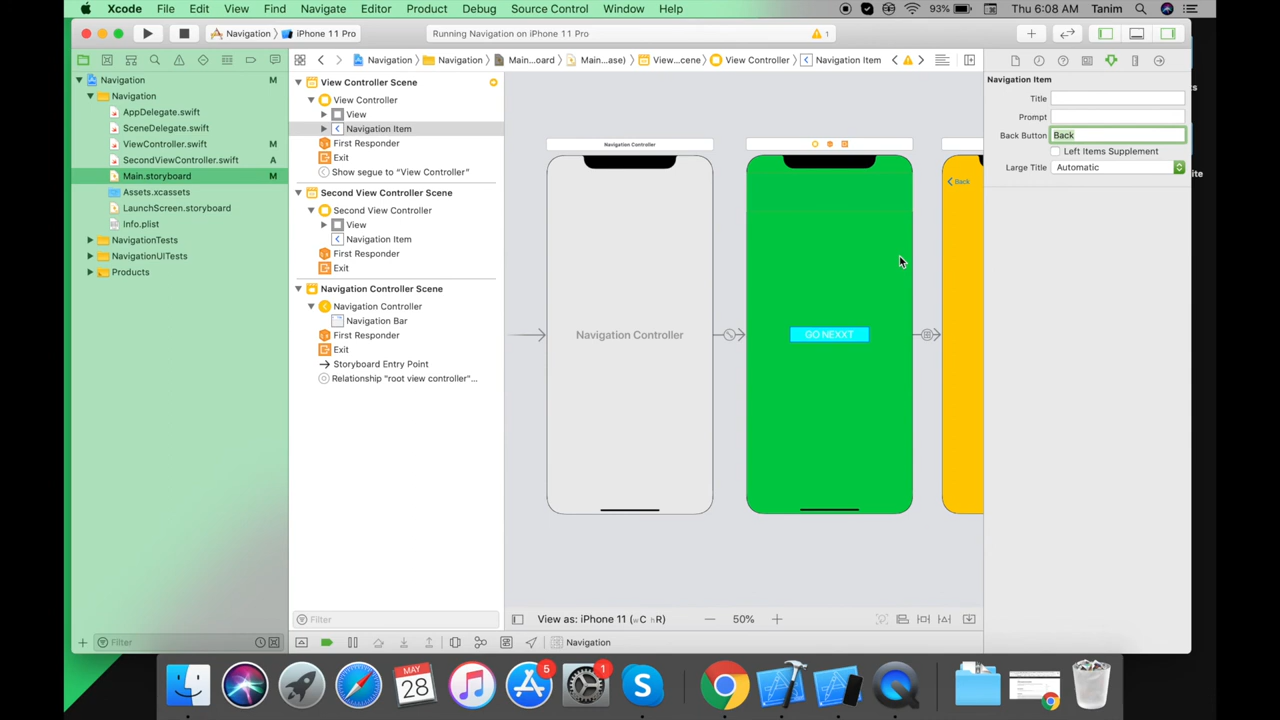 Xcode File Edit View Find Navigate Editor Product Debug Source Control Window Help 93% Thu 6:08 AM Tanim
Navigation iPhone 11 Pro Running Navigation on iPhone 11 Pro 1
Navigation Navigation Main....oard Main....ase) View...cene View Controller Navigation Item
Navigation M
Navigation
AppDelegate.swift
SceneDelegate.swift
ViewController.swift M
SecondViewController.swift A
Main.storyboard M
Assets.xcassets
LaunchScreen.storyboard
Info.plist
NavigationTests
NavigationUITests
Products
Filter
View Controller Scene
View Controller
View
Navigation Item
First Responder
Exit
Show segue to "View Controller"
Second View Controller Scene
Second View Controller
View
Navigation Item
First Responder
Exit
Navigation Controller Scene
Navigation Controller
Navigation Bar
First Responder
Exit
Storyboard Entry Point
Relationship "root view controller"...
Filter
Navigation Controller
Navigation Controller
GO NEXXT
Back
View as: iPhone 11 (wC hR) 50%
Navigation
Navigation Item
Title
Prompt
Back Button Back
Left Items Supplement
Large Title Automatic
5
1
MAY
28